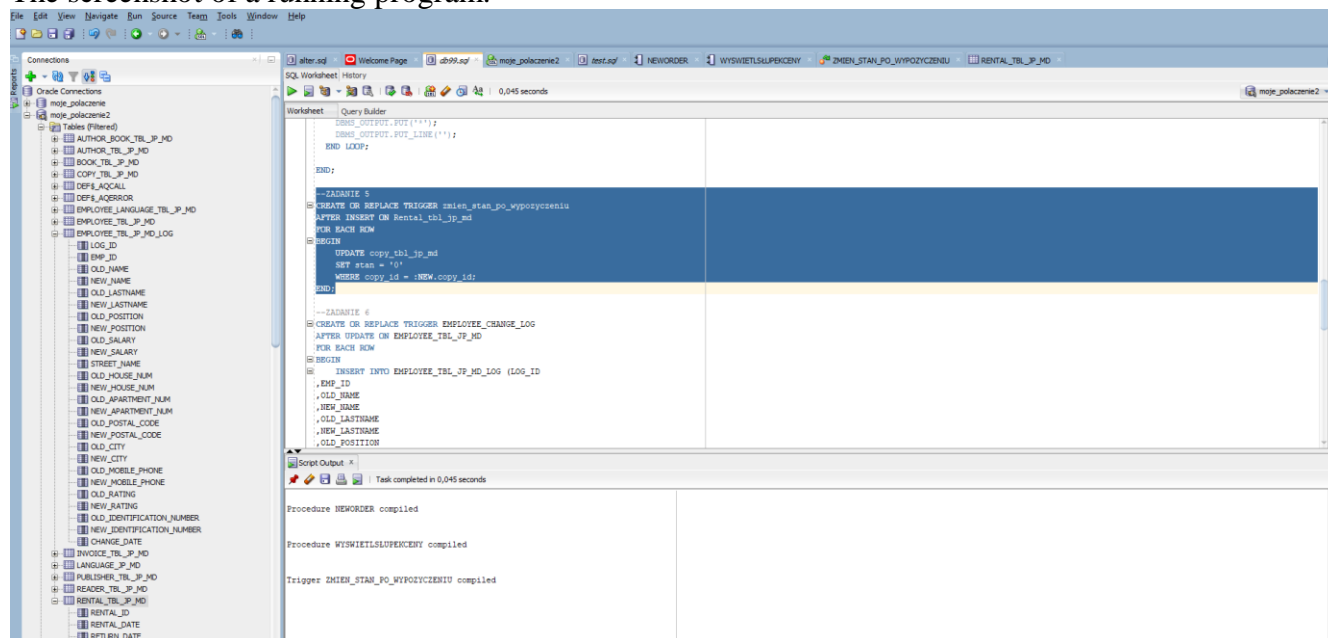 The screenshot of a running program.
File Edit View Navigate Run Source Team Tools Window Help
Connections
Reports
Oracle Connections
moje_polaczenie
moje_polaczenie2
Tables (Filtered)
AUTHOR_BOOK_TBL_JP_MD
AUTHOR_TBL_JP_MD
BOOK_TBL_JP_MD
COPY_TBL_JP_MD
DEF$_AQCALL
DEF$_AQERROR
EMPLOYEE_LANGUAGE_TBL_JP_MD
EMPLOYEE_TBL_JP_MD
EMPLOYEE_TBL_JP_MD_LOG
LOG_ID
EMP_ID
OLD_NAME
NEW_NAME
OLD_LASTNAME
NEW_LASTNAME
OLD_POSITION
NEW_POSITION
OLD_SALARY
NEW_SALARY
STREET_NAME
OLD_HOUSE_NUM
NEW_HOUSE_NUM
OLD_APARTMENT_NUM
NEW_APARTMENT_NUM
OLD_POSTAL_CODE
NEW_POSTAL_CODE
OLD_CITY
NEW_CITY
OLD_MOBILE_PHONE
NEW_MOBILE_PHONE
OLD_RATING
NEW_RATING
OLD_IDENTIFICATION_NUMBER
NEW_IDENTIFICATION_NUMBER
CHANGE_DATE
INVOICE_TBL_JP_MD
LANGUAGE_JP_MD
PUBLISHER_TBL_JP_MD
READER_TBL_JP_MD
RENTAL_TBL_JP_MD
RENTAL_ID
RENTAL_DATE
RETURN_DATE
alter.sql Welcome Page db99.sql moje_polaczenie2 test.sql NEWORDER WYSWIETLSLUPEKCENY ZMIEN_STAN_PO_WYPOZYCZENIU RENTAL_TBL_JP_MD
SQL Worksheet History
0,045 seconds
moje_polaczenie2
Worksheet Query Builder
DBMS_OUTPUT.PUT('*');
DBMS_OUTPUT.PUT_LINE('');
END LOOP;
END;
--ZADANIE 5
CREATE OR REPLACE TRIGGER zmien_stan_po_wypozyczeniu
AFTER INSERT ON Rental_tbl_jp_md
FOR EACH ROW
BEGIN
UPDATE copy_tbl_jp_md
SET stan = '0'
WHERE copy_id = :NEW.copy_id;
END;
--ZADANIE 6
CREATE OR REPLACE TRIGGER EMPLOYEE_CHANGE_LOG
AFTER UPDATE ON EMPLOYEE_TBL_JP_MD
FOR EACH ROW
BEGIN
INSERT INTO EMPLOYEE_TBL_JP_MD_LOG (LOG_ID
,EMP_ID
,OLD_NAME
,NEW_NAME
,OLD_LASTNAME
,NEW_LASTNAME
,OLD_POSITION
Script Output
Task completed in 0,045 seconds
Procedure NEWORDER compiled
Procedure WYSWIETLSLUPEKCENY compiled
Trigger ZMIEN_STAN_PO_WYPOZYCZENIU compiled